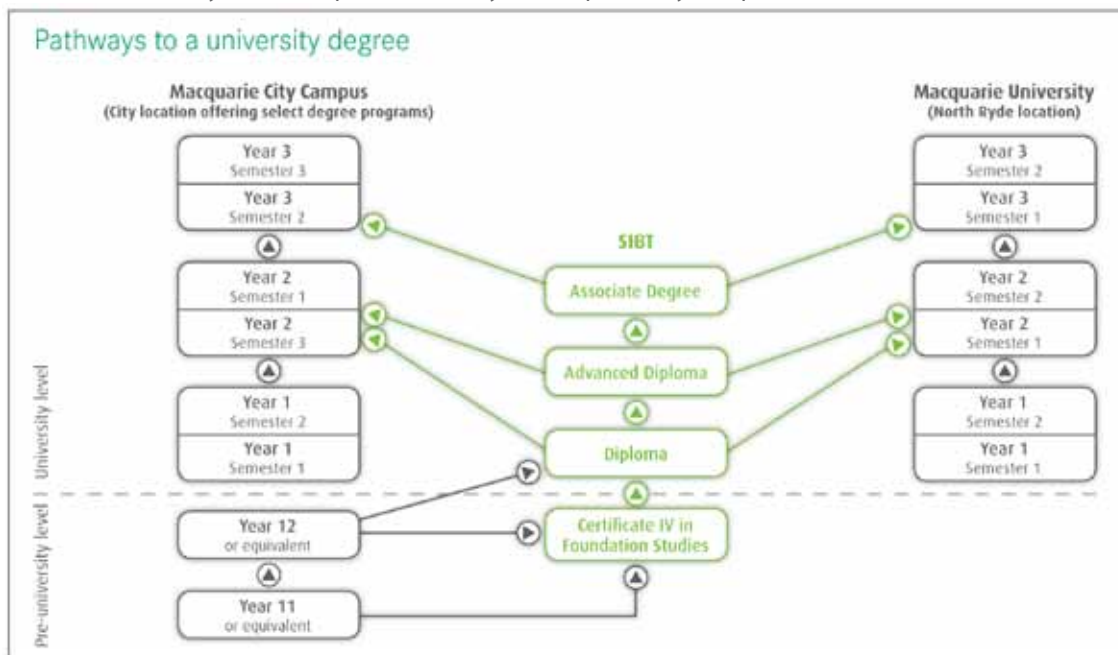 Pathways to a university degree
Macquarie City Campus
(City location offering select degree programs)
Year 3
Semester 3
Year 3
Semester 2
Year 2
Semester 1
Year 2
Semester 3
Year 1
Semester 2
Year 1
Semester 1
Year 12
or equivalent
Year 11
or equivalent
SIBT
Associate Degree
Advanced Diploma
Diploma
Certificate IV in
Foundation Studies
Macquarie University
(North Ryde location)
Year 3
Semester 2
Year 3
Semester 1
Year 2
Semester 2
Year 2
Semester 1
Year 1
Semester 2
Year 1
Semester 1
University level
Pre-university level